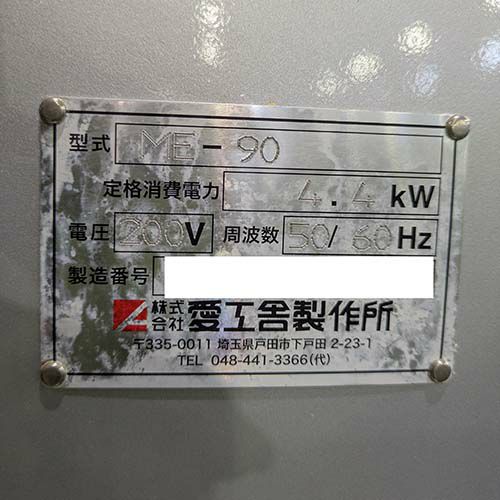 型式 ME-90
定格消費電力 4.4 kW
電圧 200V 周波数 50/60Hz
製造番号
株式会社 愛工舎製作所
〒335-0011 埼玉県戸田市下戸田 2-23-1
TEL 048-441-3366(代)